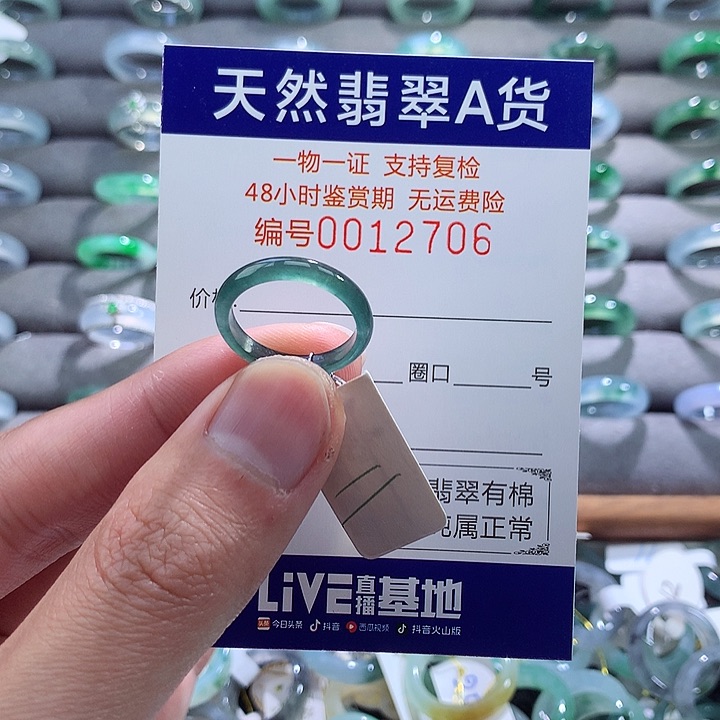 天然翡翠A货
一物一证 支持复检
48小时鉴赏期 无运费险
编号0012706
价
圈口 号
翡翠有棉
属正常
LiVE直播基地
头条 今日头条 抖音 西瓜视频 抖音火山版